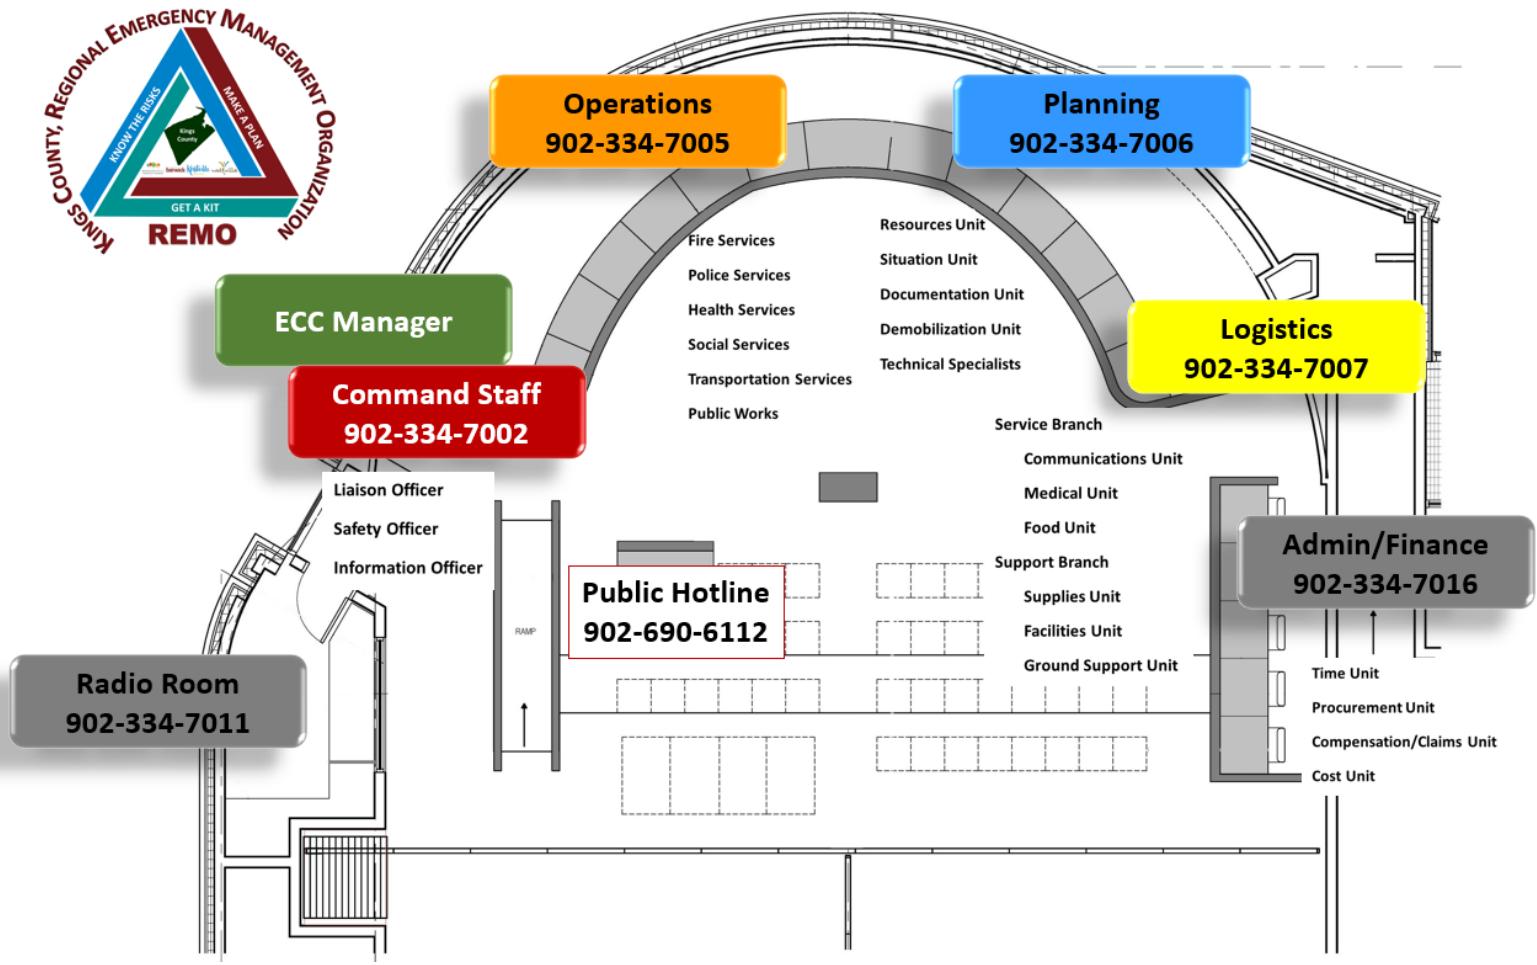 KINGS COUNTY, REGIONAL EMERGENCY MANAGEMENT ORGANIZATION
KNOW THE RISKS
MAKE A PLAN
Kings
County
GET A KIT
REMO
Operations
902-334-7005
Planning
902-334-7006
Fire Services
Police Services
Health Services
Social Services
Transportation Services
Public Works
Resources Unit
Situation Unit
Documentation Unit
Demobilization Unit
Technical Specialists
ECC Manager
Command Staff
902-334-7002
Liaison Officer
Safety Officer
Information Officer
Logistics
902-334-7007
Service Branch
Communications Unit
Medical Unit
Food Unit
Support Branch
Supplies Unit
Facilities Unit
Ground Support Unit
Public Hotline
902-690-6112
RAMP
Admin/Finance
902-334-7016
Time Unit
Procurement Unit
Compensation/Claims Unit
Cost Unit
Radio Room
902-334-7011